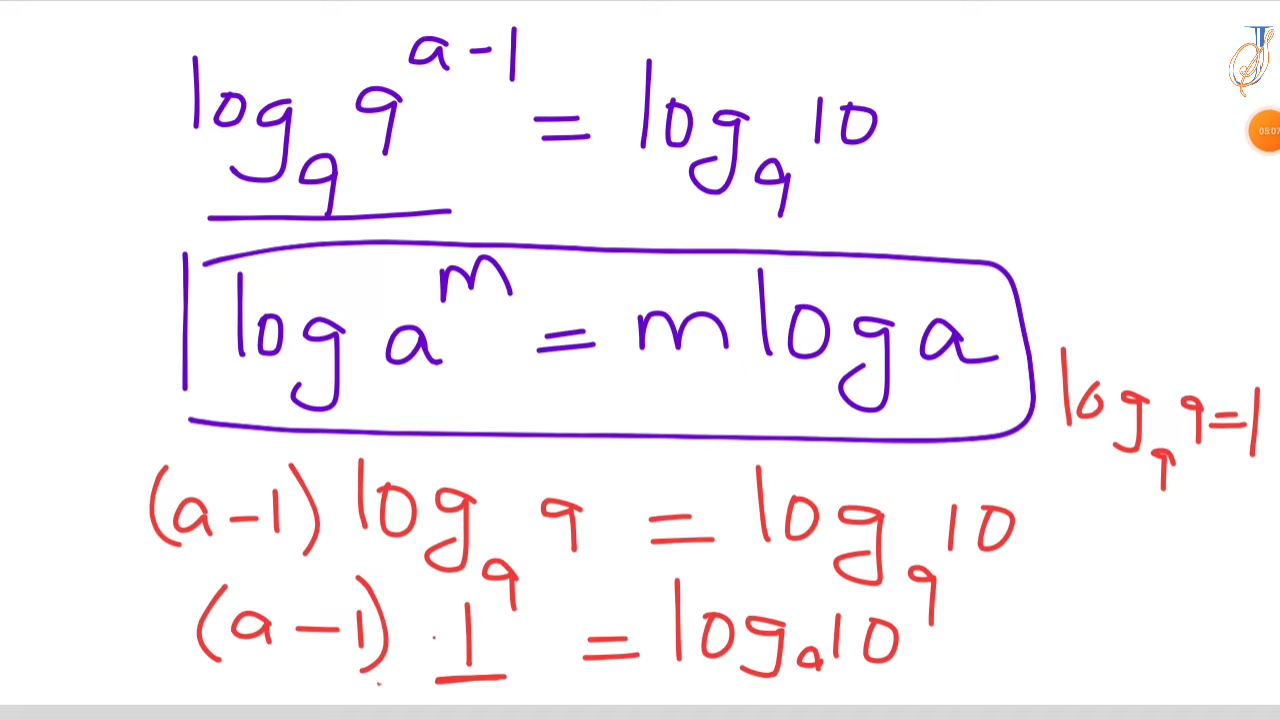 log₉ 9^(a-1) = log₉ 10
log a^m = m log a
log₉ 9 = 1
(a-1) log₉ 9 = log₉ 10
(a-1) 1 = log₉ 10